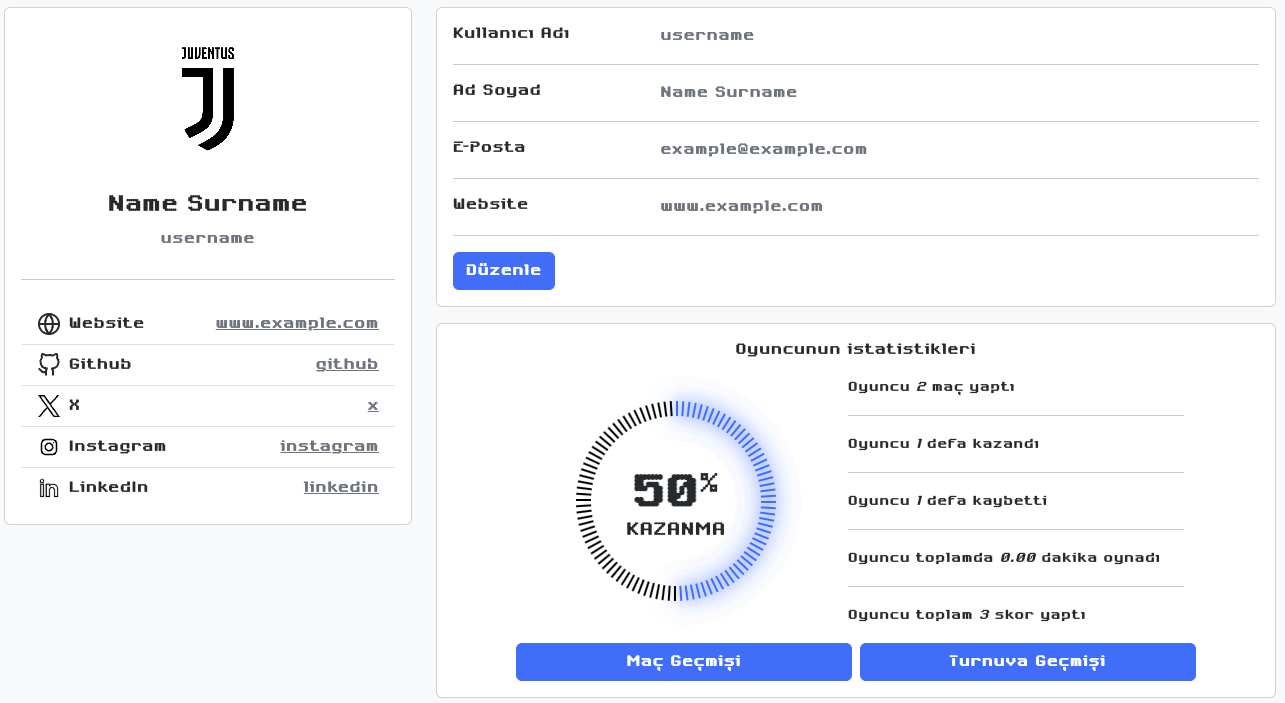 JUVENTUS
Name Surname
username
Website www.example.com
Github github
X x
Instagram instagram
LinkedIn linkedin
Kullanıcı Adı username
Ad Soyad Name Surname
E-Posta example@example.com
Website www.example.com
Düzenle
Oyuncunun istatistikleri
50%
KAZANMA
Oyuncu 2 maç yaptı
Oyuncu 1 defa kazandı
Oyuncu 1 defa kaybetti
Oyuncu toplamda 0.00 dakika oynadı
Oyuncu toplam 3 skor yaptı
Maç Geçmişi
Turnuva Geçmişi